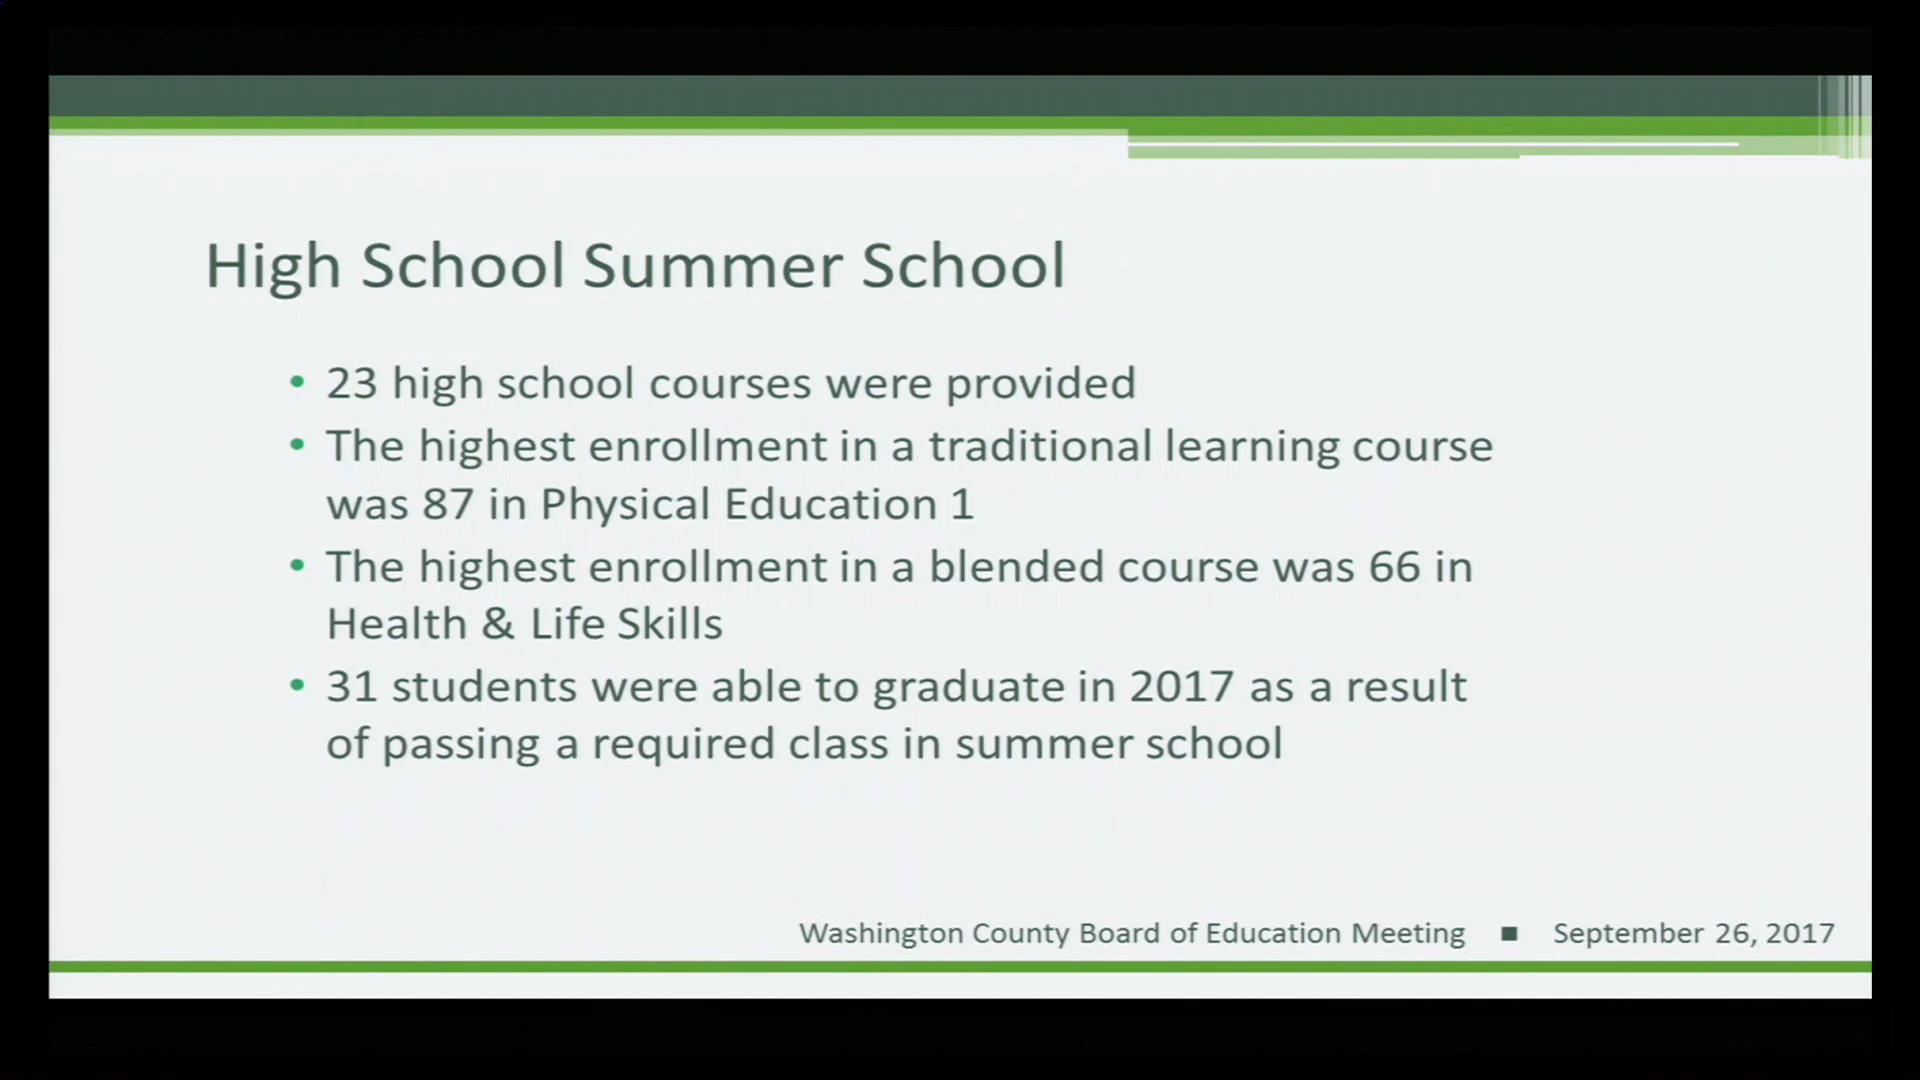 High School Summer School
• 23 high school courses were provided
• The highest enrollment in a traditional learning course
was 87 in Physical Education 1
• The highest enrollment in a blended course was 66 in
Health & Life Skills
• 31 students were able to graduate in 2017 as a result
of passing a required class in summer school
Washington County Board of Education Meeting ■ September 26, 2017